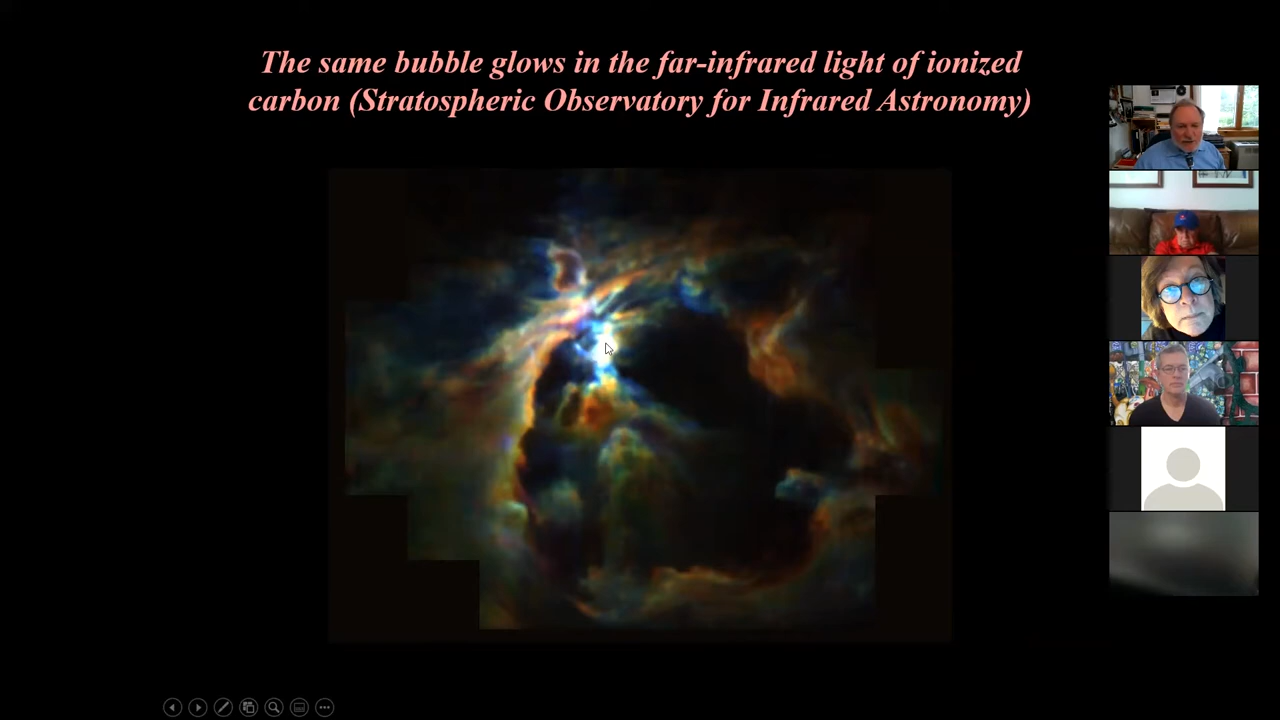 The same bubble glows in the far-infrared light of ionized
carbon (Stratospheric Observatory for Infrared Astronomy)